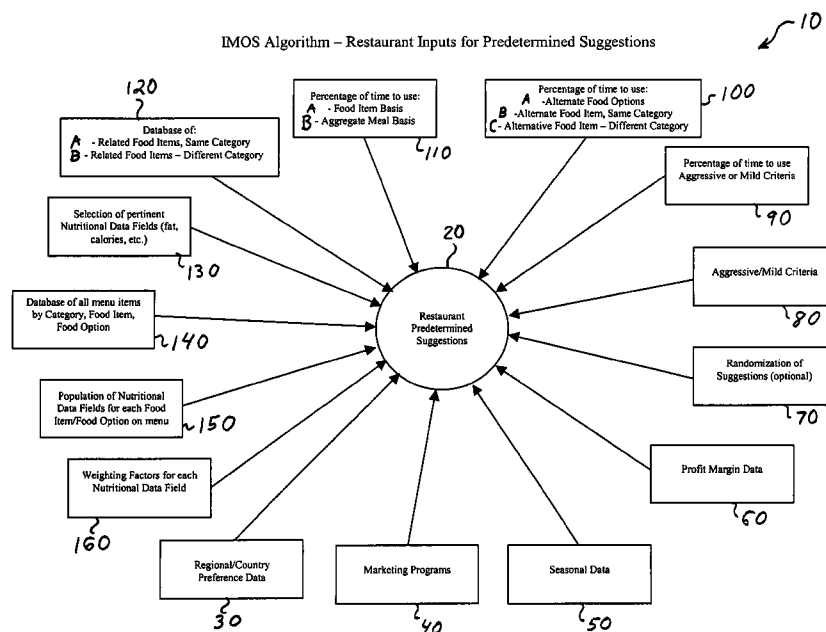 10
IMOS Algorithm – Restaurant Inputs for Predetermined Suggestions
120
Database of:
A - Related Food Items, Same Category
B - Related Food Items – Different Category
Percentage of time to use:
A - Food Item Basis
B - Aggregate Meal Basis
110
Percentage of time to use:
A -Alternate Food Options
B - Alternate Food Item, Same Category
C - Alternative Food Item – Different Category
100
Percentage of time to use
Aggressive or Mild Criteria
90
Selection of pertinent
Nutritional Data Fields (fat,
calories, etc.)
130
20
Restaurant
Predetermined
Suggestions
Aggressive/Mild Criteria
80
Database of all menu items
by Category, Food Item,
Food Option
140
Randomization of
Suggestions (optional)
70
Population of Nutritional
Data Fields for each Food
Item/Food Option on menu
150
Profit Margin Data
60
Weighting Factors for each
Nutritional Data Field
160
Regional/Country
Preference Data
30
Marketing Programs
40
Seasonal Data
50